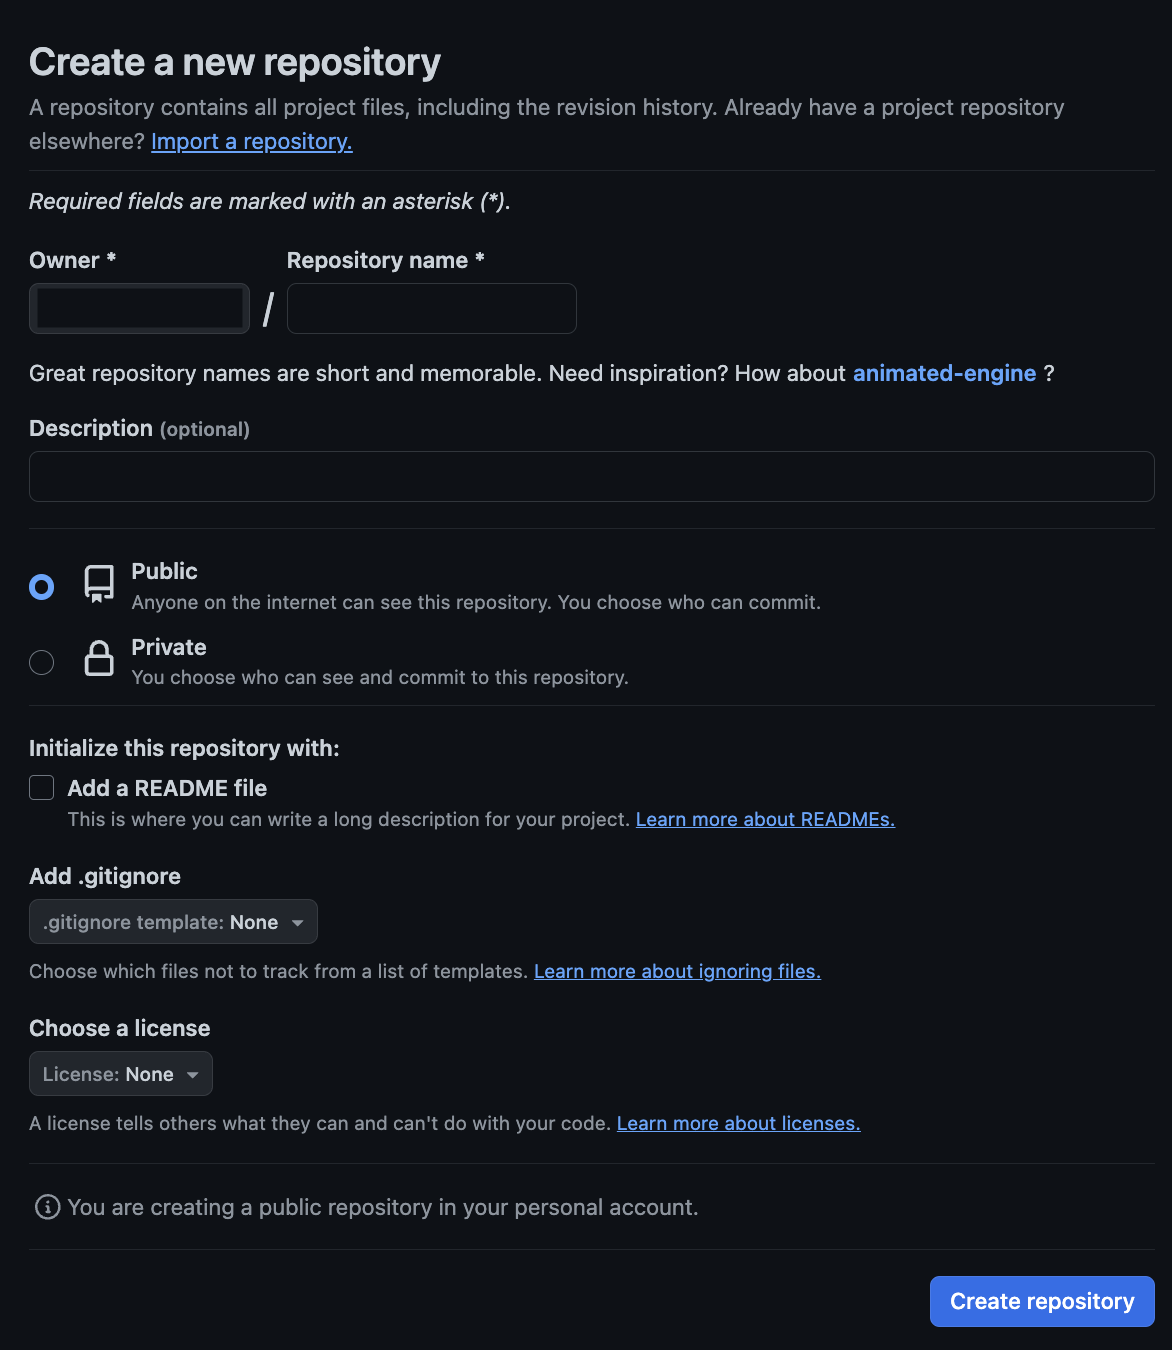 Create a new repository
A repository contains all project files, including the revision history. Already have a project repository
elsewhere? Import a repository.
Required fields are marked with an asterisk (*).
Owner * Repository name *
/
Great repository names are short and memorable. Need inspiration? How about animated-engine ?
Description (optional)
Public
Anyone on the internet can see this repository. You choose who can commit.
Private
You choose who can see and commit to this repository.
Initialize this repository with:
Add a README file
This is where you can write a long description for your project. Learn more about READMEs.
Add .gitignore
.gitignore template: None
Choose which files not to track from a list of templates. Learn more about ignoring files.
Choose a license
License: None
A license tells others what they can and can't do with your code. Learn more about licenses.
You are creating a public repository in your personal account.
Create repository